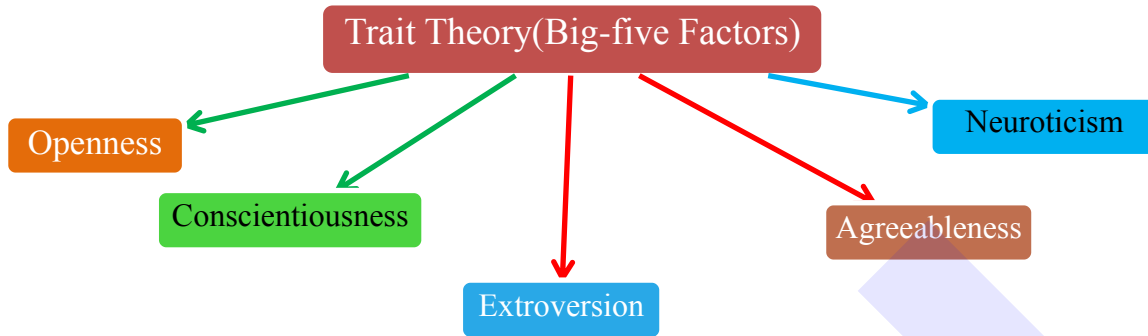 Trait Theory(Big-five Factors)
Openness
Neuroticism
Conscientiousness
Agreeableness
Extroversion